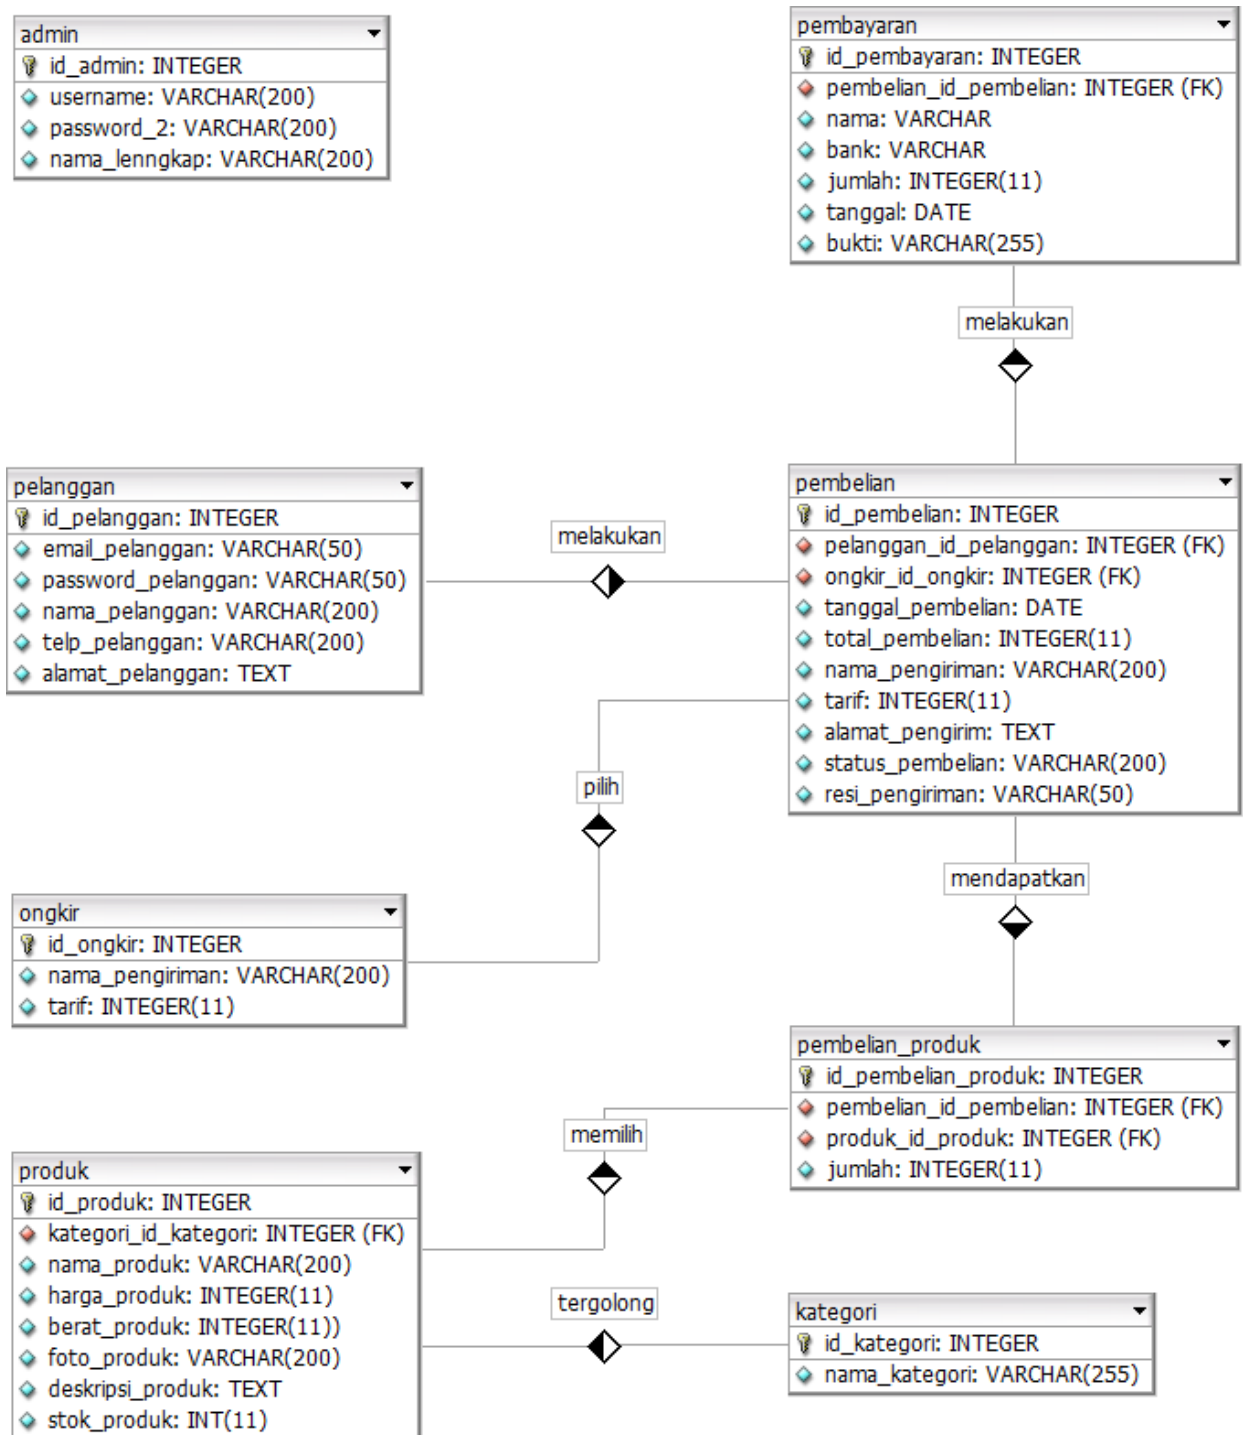 admin
id_admin: INTEGER
username: VARCHAR(200)
password_2: VARCHAR(200)
nama_lenngkap: VARCHAR(200)
pembayaran
id_pembayaran: INTEGER
pembelian_id_pembelian: INTEGER (FK)
nama: VARCHAR
bank: VARCHAR
jumlah: INTEGER(11)
tanggal: DATE
bukti: VARCHAR(255)
melakukan
pelanggan
id_pelanggan: INTEGER
email_pelanggan: VARCHAR(50)
password_pelanggan: VARCHAR(50)
nama_pelanggan: VARCHAR(200)
telp_pelanggan: VARCHAR(200)
alamat_pelanggan: TEXT
melakukan
pembelian
id_pembelian: INTEGER
pelanggan_id_pelanggan: INTEGER (FK)
ongkir_id_ongkir: INTEGER (FK)
tanggal_pembelian: DATE
total_pembelian: INTEGER(11)
nama_pengiriman: VARCHAR(200)
tarif: INTEGER(11)
alamat_pengirim: TEXT
status_pembelian: VARCHAR(200)
resi_pengiriman: VARCHAR(50)
pilih
mendapatkan
ongkir
id_ongkir: INTEGER
nama_pengiriman: VARCHAR(200)
tarif: INTEGER(11)
pembelian_produk
id_pembelian_produk: INTEGER
pembelian_id_pembelian: INTEGER (FK)
produk_id_produk: INTEGER (FK)
jumlah: INTEGER(11)
memilih
produk
id_produk: INTEGER
kategori_id_kategori: INTEGER (FK)
nama_produk: VARCHAR(200)
harga_produk: INTEGER(11)
berat_produk: INTEGER(11))
foto_produk: VARCHAR(200)
deskripsi_produk: TEXT
stok_produk: INT(11)
tergolong
kategori
id_kategori: INTEGER
nama_kategori: VARCHAR(255)